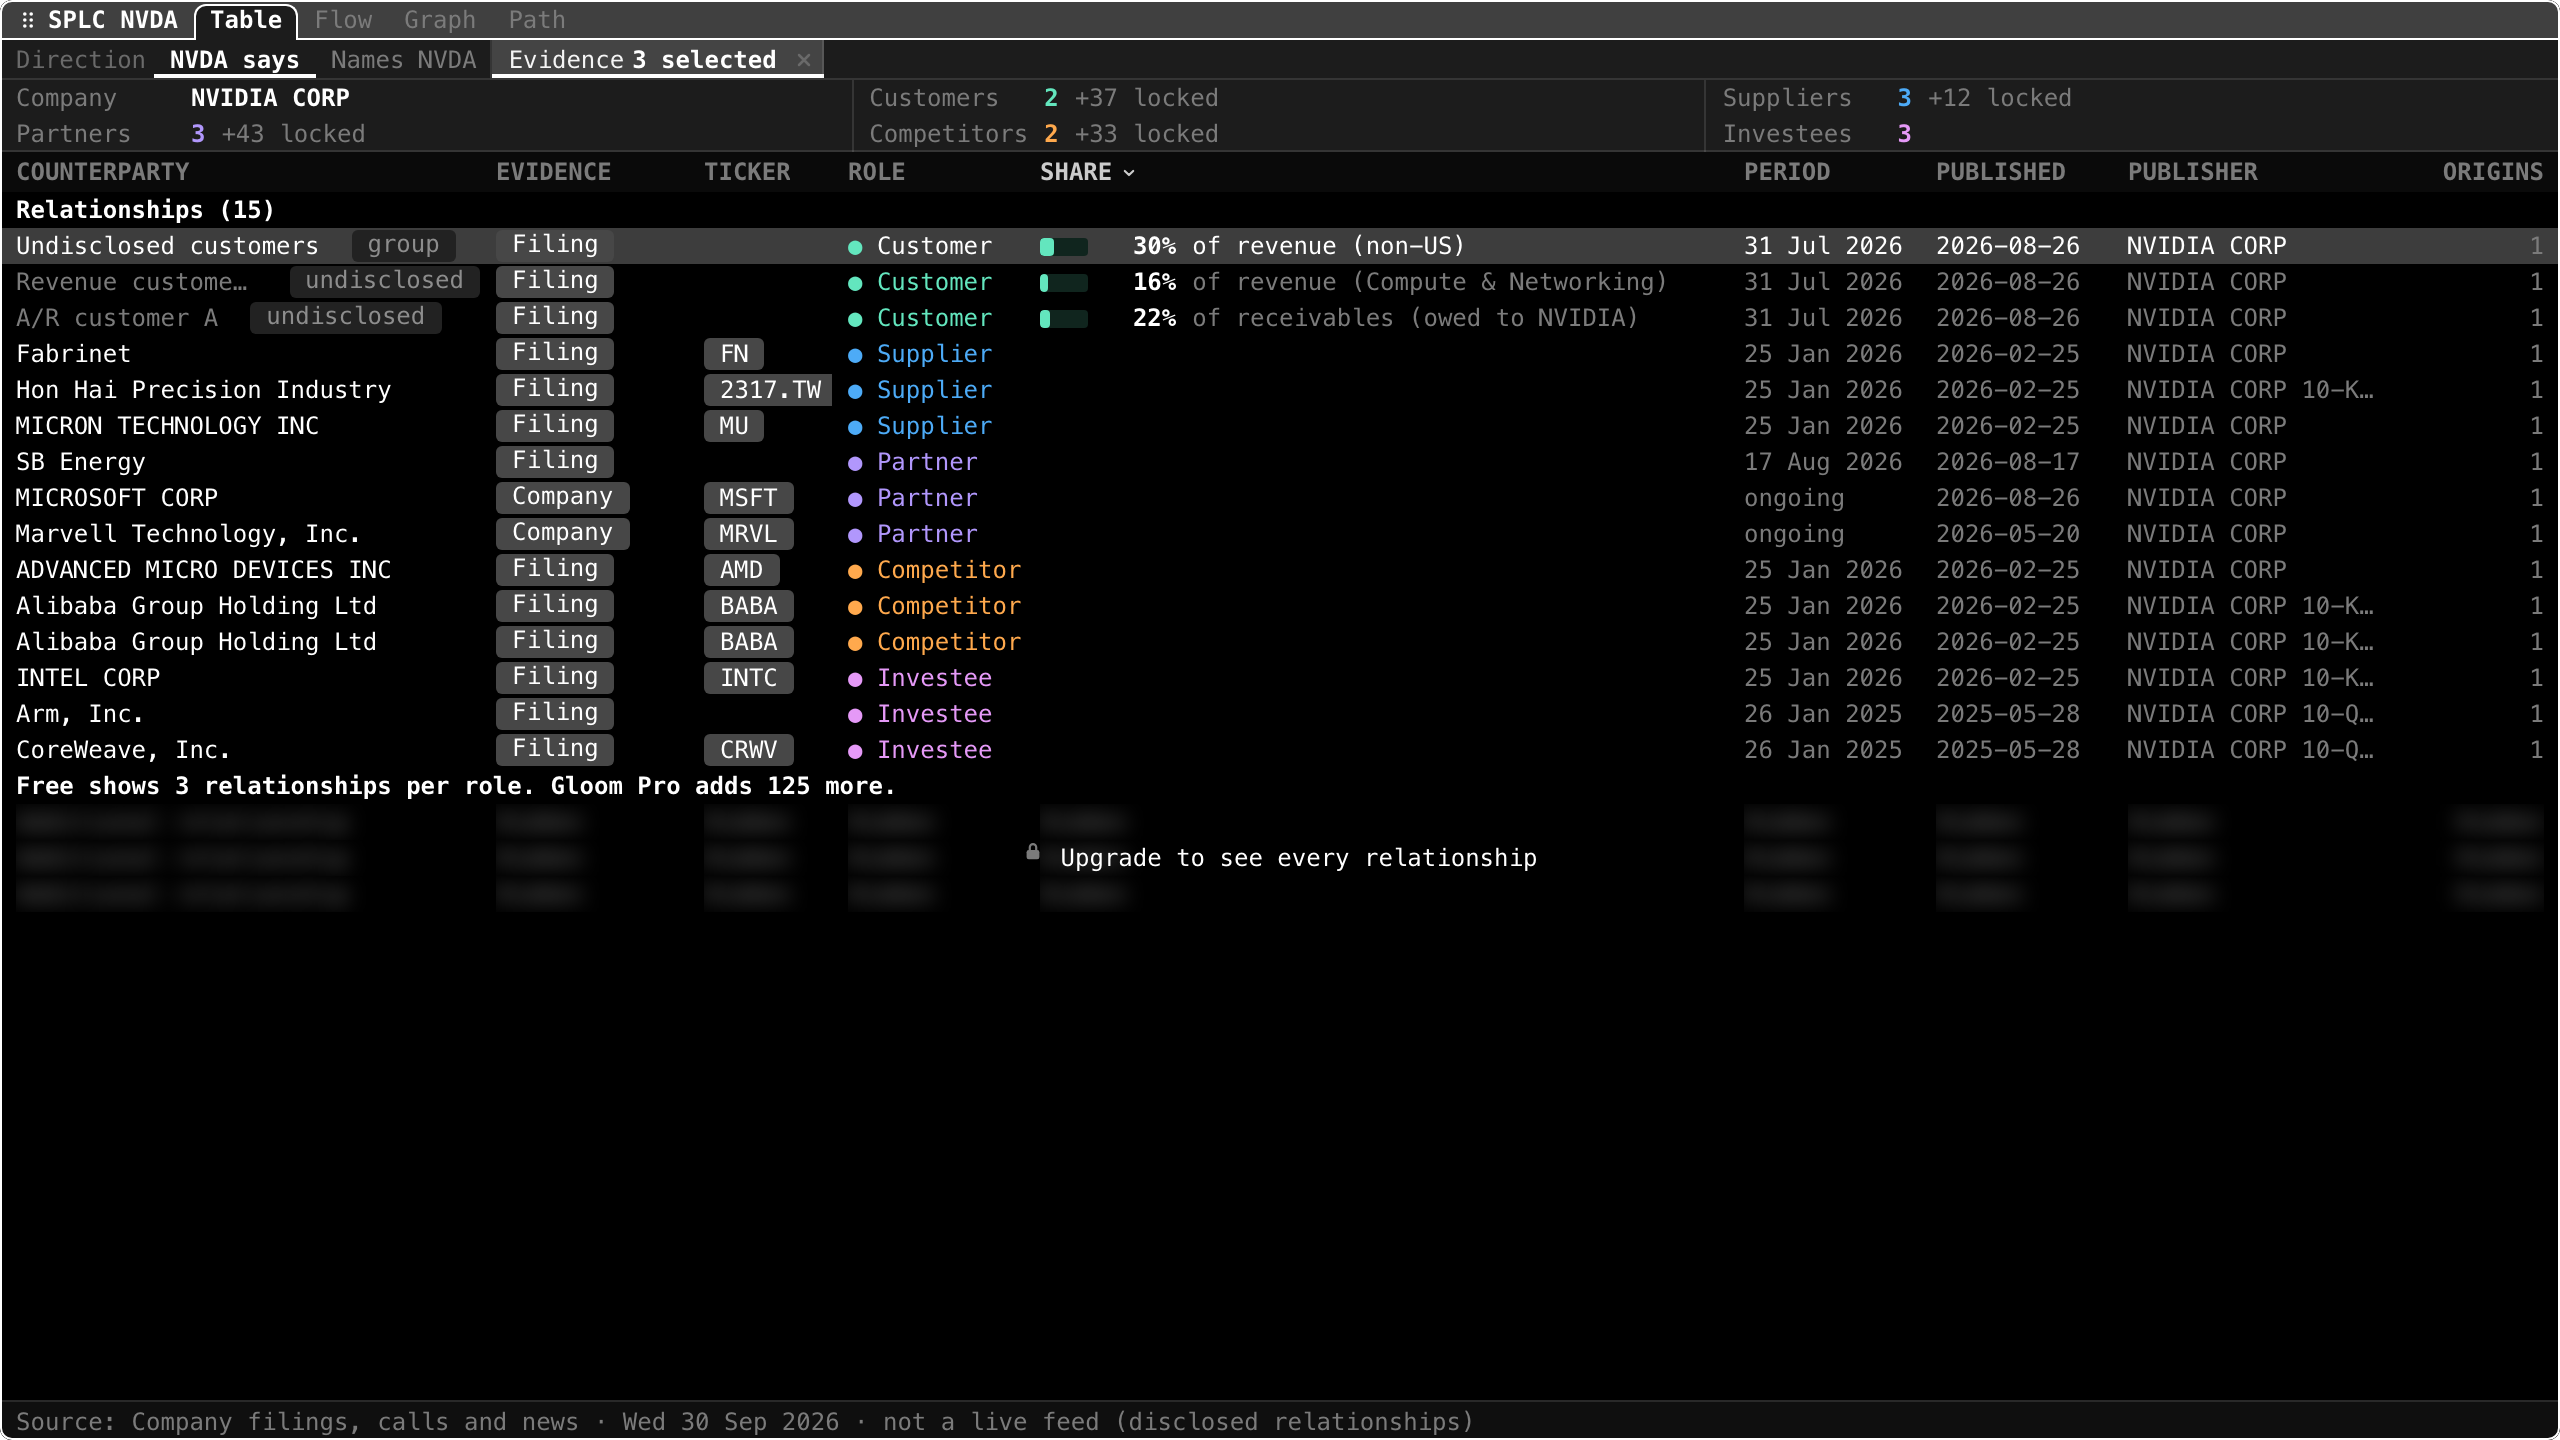 SPLC NVDA Table Flow Graph Path
Direction NVDA says Names NVDA Evidence 3 selected ×
Company NVIDIA CORP Customers 2 +37 locked Suppliers 3 +12 locked
Partners 3 +43 locked Competitors 2 +33 locked Investees 3
COUNTERPARTY EVIDENCE TICKER ROLE SHARE PERIOD PUBLISHED PUBLISHER ORIGINS
Relationships (15)
Undisclosed customers group Filing Customer 30% of revenue (non-US) 31 Jul 2026 2026-08-26 NVIDIA CORP 1
Revenue custome… undisclosed Filing Customer 16% of revenue (Compute & Networking) 31 Jul 2026 2026-08-26 NVIDIA CORP 1
A/R customer A undisclosed Filing Customer 22% of receivables (owed to NVIDIA) 31 Jul 2026 2026-08-26 NVIDIA CORP 1
Fabrinet Filing FN Supplier 25 Jan 2026 2026-02-25 NVIDIA CORP 1
Hon Hai Precision Industry Filing 2317.TW Supplier 25 Jan 2026 2026-02-25 NVIDIA CORP 10-K… 1
MICRON TECHNOLOGY INC Filing MU Supplier 25 Jan 2026 2026-02-25 NVIDIA CORP 1
SB Energy Filing Partner 17 Aug 2026 2026-08-17 NVIDIA CORP 1
MICROSOFT CORP Company MSFT Partner ongoing 2026-08-26 NVIDIA CORP 1
Marvell Technology, Inc. Company MRVL Partner ongoing 2026-05-20 NVIDIA CORP 1
ADVANCED MICRO DEVICES INC Filing AMD Competitor 25 Jan 2026 2026-02-25 NVIDIA CORP 1
Alibaba Group Holding Ltd Filing BABA Competitor 25 Jan 2026 2026-02-25 NVIDIA CORP 10-K… 1
Alibaba Group Holding Ltd Filing BABA Competitor 25 Jan 2026 2026-02-25 NVIDIA CORP 10-K… 1
INTEL CORP Filing INTC Investee 25 Jan 2026 2026-02-25 NVIDIA CORP 10-K… 1
Arm, Inc. Filing Investee 26 Jan 2025 2025-05-28 NVIDIA CORP 10-Q… 1
CoreWeave, Inc. Filing CRWV Investee 26 Jan 2025 2025-05-28 NVIDIA CORP 10-Q… 1
Free shows 3 relationships per role. Gloom Pro adds 125 more.
Upgrade to see every relationship
Source: Company filings, calls and news · Wed 30 Sep 2026 · not a live feed (disclosed relationships)